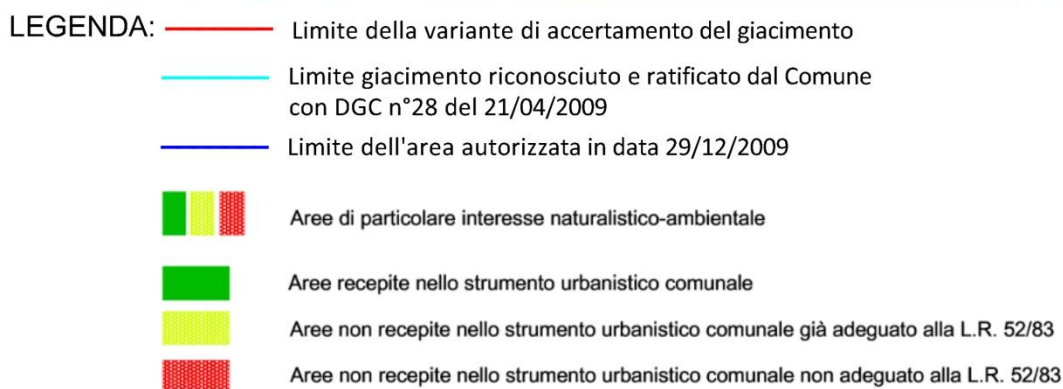 LEGENDA:
Limite della variante di accertamento del giacimento
Limite giacimento riconosciuto e ratificato dal Comune
con DGC n°28 del 21/04/2009
Limite dell'area autorizzata in data 29/12/2009
Aree di particolare interesse naturalistico-ambientale
Aree recepite nello strumento urbanistico comunale
Aree non recepite nello strumento urbanistico comunale già adeguato alla L.R. 52/83
Aree non recepite nello strumento urbanistico comunale non adeguato alla L.R. 52/83